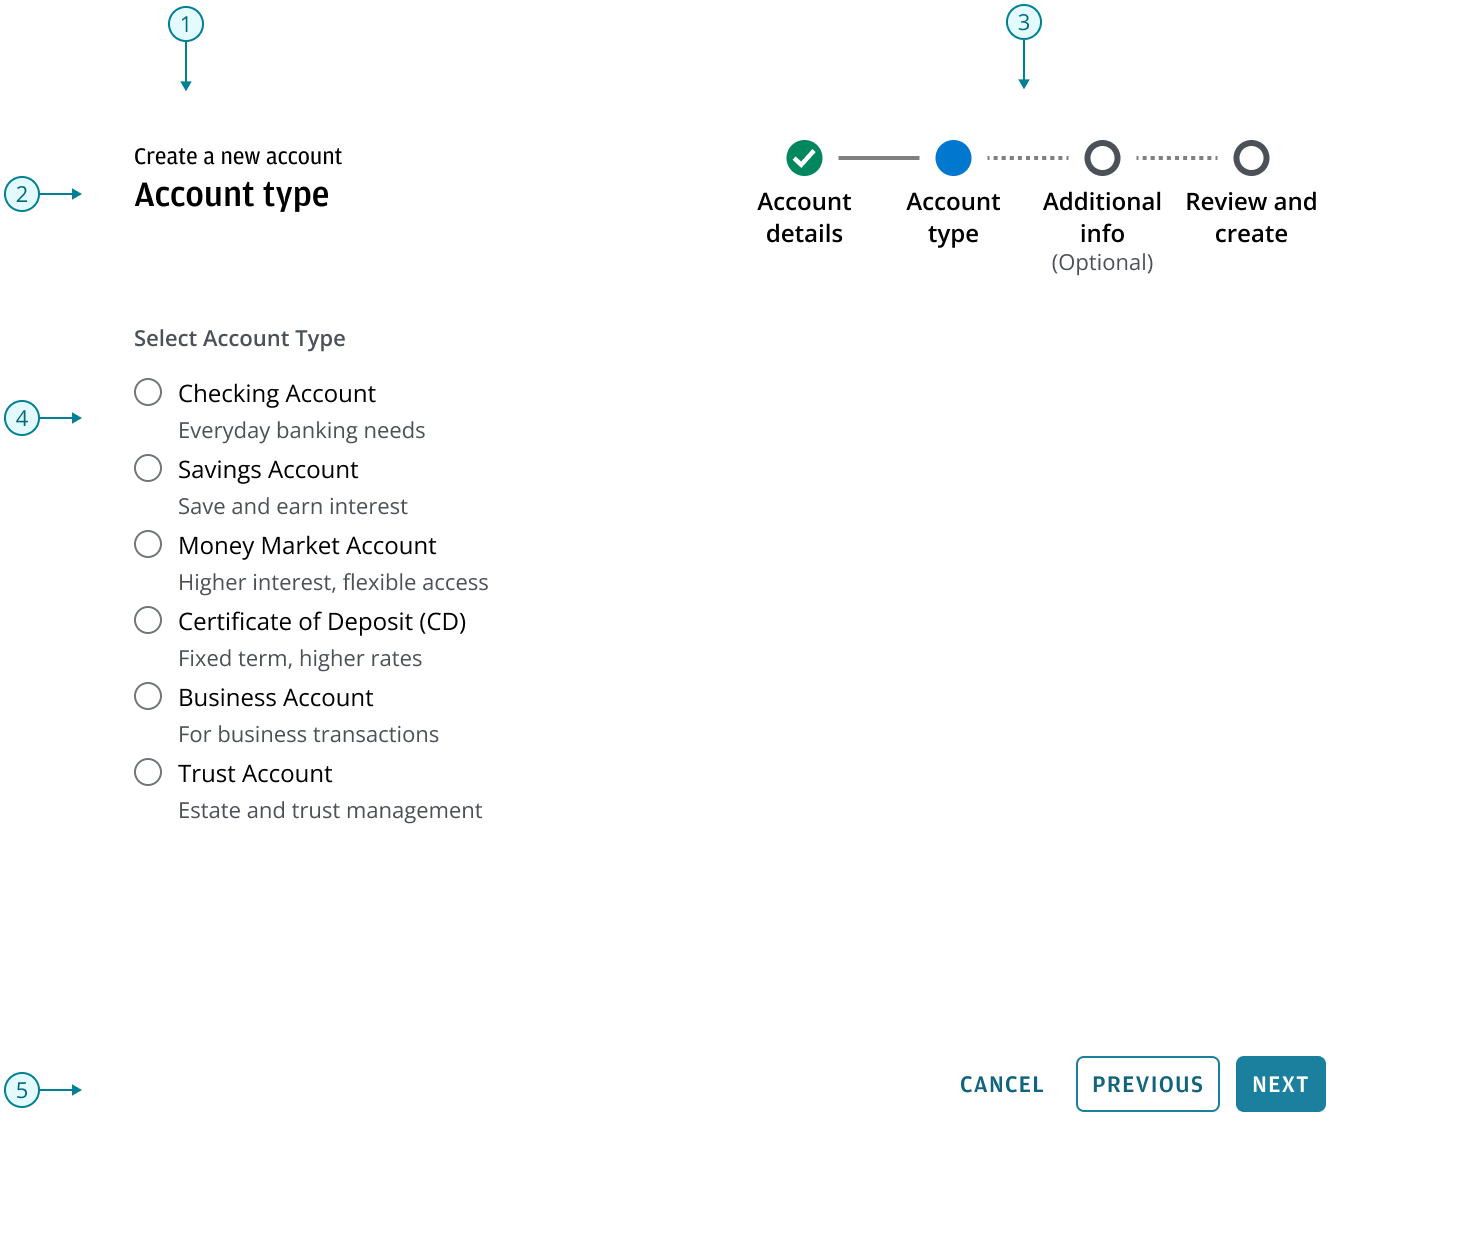 1
3
Create a new account
2
Account type
Account details
Account type
Additional info
(Optional)
Review and create
Select Account Type
4
Checking Account
Everyday banking needs
Savings Account
Save and earn interest
Money Market Account
Higher interest, flexible access
Certificate of Deposit (CD)
Fixed term, higher rates
Business Account
For business transactions
Trust Account
Estate and trust management
5
CANCEL
PREVIOUS
NEXT